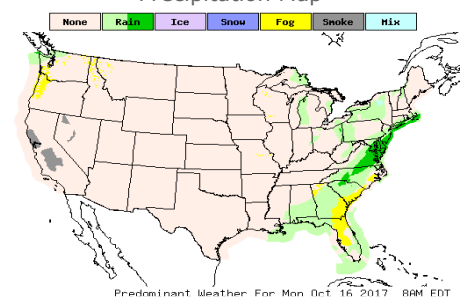 Precipitation Map
None Rain Ice Snow Fog Smoke Mix
Predominant Weather For Mon Oct 16 2017 8AM EDT